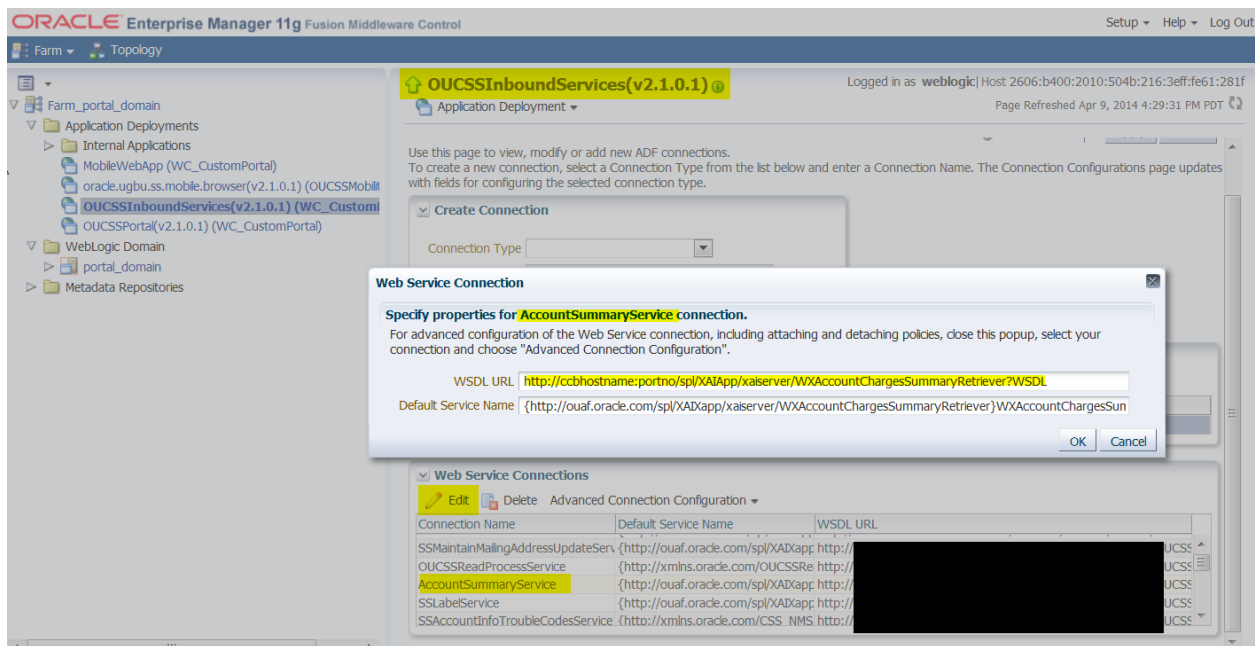 ORACLE Enterprise Manager 11g Fusion Middleware Control
Setup Help Log Out
Farm Topology
Farm_portal_domain
Application Deployments
Internal Applications
MobileWebApp (WC_CustomPortal)
oracle.ugbu.ss.mobile.browser(v2.1.0.1) (OUCSSMobilit
OUCSSInboundServices(v2.1.0.1) (WC_Custom
OUCSSPortal(v2.1.0.1) (WC_CustomPortal)
WebLogic Domain
portal_domain
Metadata Repositories
OUCSSInboundServices(v2.1.0.1)
Logged in as weblogic| Host 2606:b400:2010:504b:216:3eff:fe61:281f
Application Deployment
Page Refreshed Apr 9, 2014 4:29:31 PM PDT
Use this page to view, modify or add new ADF connections.
To create a new connection, select a Connection Type from the list below and enter a Connection Name. The Connection Configurations page updates
with fields for configuring the selected connection type.
Create Connection
Connection Type
Web Service Connection
Specify properties for AccountSummaryService connection.
For advanced configuration of the Web Service connection, including attaching and detaching policies, close this popup, select your
connection and choose "Advanced Connection Configuration".
WSDL URL http://ccbhostname:portno/spl/XAIApp/xaiserver/WXAccountChargesSummaryRetriever?WSDL
Default Service Name {http://ouaf.oracle.com/spl/XAIXapp/xaiserver/WXAccountChargesSummaryRetriever}WXAccountChargesSum
OK Cancel
Web Service Connections
Edit Delete Advanced Connection Configuration
Connection Name Default Service Name WSDL URL
SSMaintainMailingAddressUpdateServ {http://ouaf.oracle.com/spl/XAIXapp http:// UCSS
OUCSSReadProcessService {http://xmlns.oracle.com/OUCSSRe http:// UCSS
AccountSummaryService {http://ouaf.oracle.com/spl/XAIXapp http:// UCSS
SSLabelService {http://ouaf.oracle.com/spl/XAIXapp http:// UCSS
SSAccountInfoTroubleCodesService {http://xmlns.oracle.com/CSS_NMS http:// UCSS